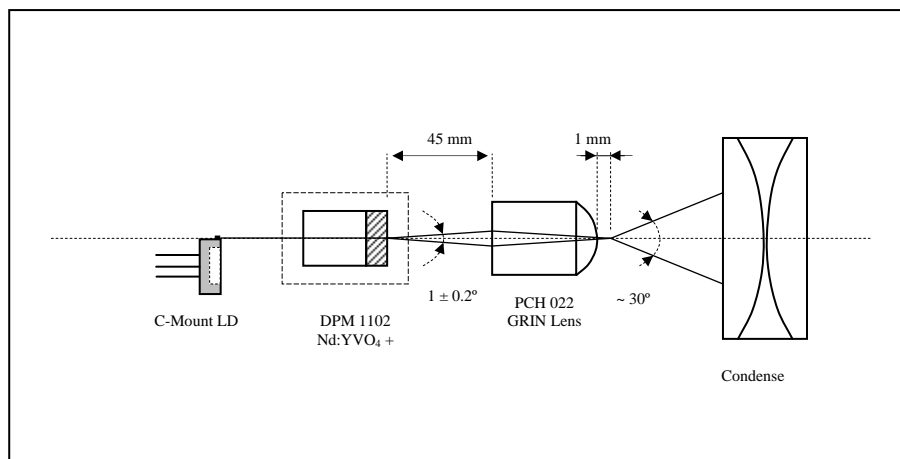 45 mm
1 mm
1 ± 0.2º
~ 30º
C-Mount LD
DPM 1102
Nd:YVO₄ +
PCH 022
GRIN Lens
Condense